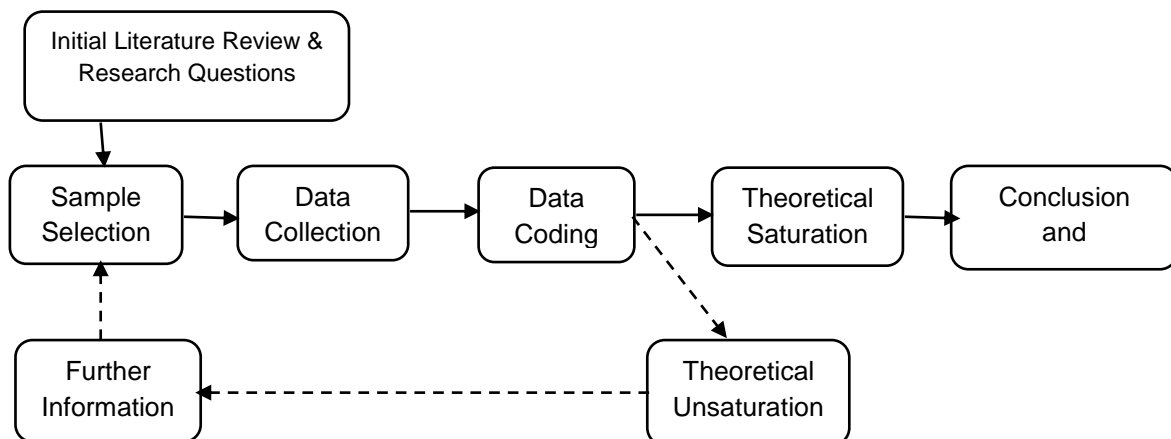 Initial Literature Review &
Research Questions
Sample
Selection
Data
Collection
Data
Coding
Theoretical
Saturation
Conclusion
and
Further
Information
Theoretical
Unsaturation